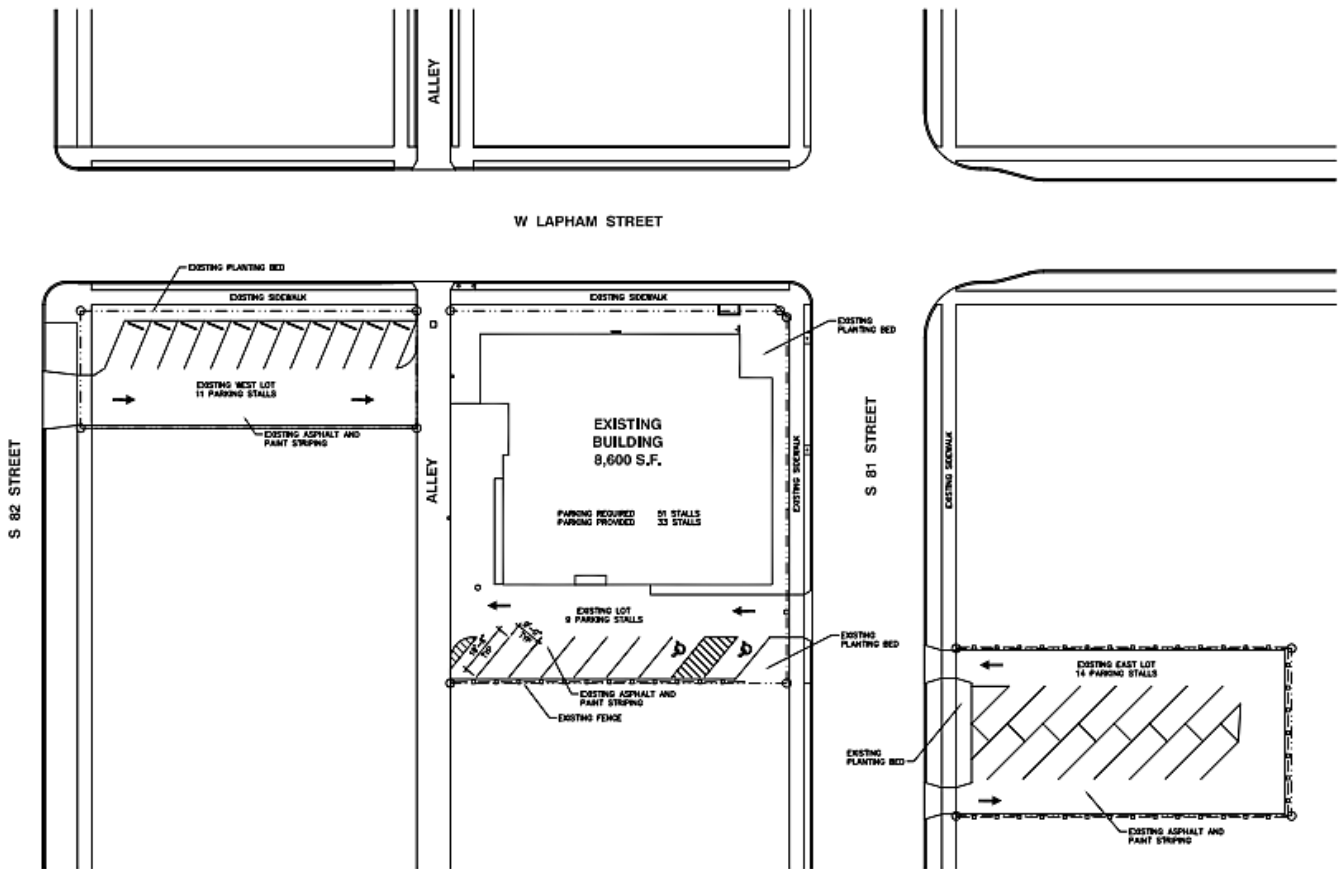 ALLEY
W LAPHAM STREET
EXISTING PLANTING BED
EXISTING SIDEWALK
EXISTING SIDEWALK
EXISTING
PLANTING BED
EXISTING WEST LOT
11 PARKING STALLS
EXISTING ASPHALT AND
PAINT STRIPING
S 82 STREET
ALLEY
EXISTING
BUILDING
8,600 S.F.
PARKING REQUIRED 51 STALLS
PARKING PROVIDED 33 STALLS
EXISTING SIDEWALK
S 81 STREET
EXISTING SIDEWALK
EXISTING LOT
9 PARKING STALLS
TYP
TYP
EXISTING
PLANTING BED
EXISTING ASPHALT AND
PAINT STRIPING
EXISTING FENCE
EXISTING EAST LOT
14 PARKING STALLS
EXISTING
PLANTING BED
EXISTING ASPHALT AND
PAINT STRIPING